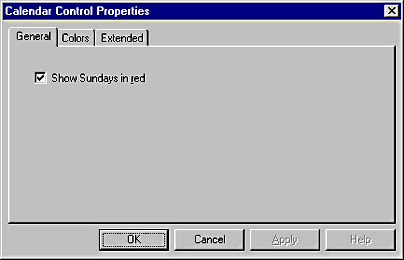 Calendar Control Properties
General Colors Extended
Show Sundays in red
OK Cancel Apply Help